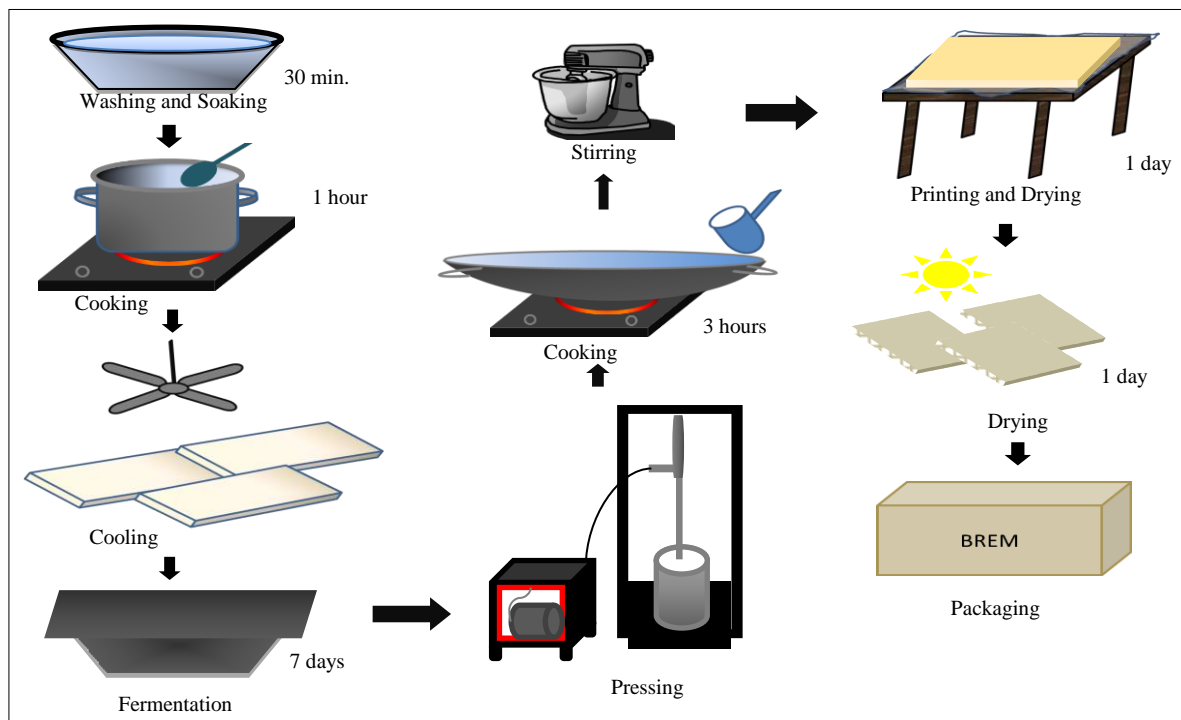 30 min.
Washing and Soaking
1 hour
Cooking
Cooling
7 days
Fermentation
Pressing
3 hours
Cooking
Stirring
1 day
Printing and Drying
1 day
Drying
BREM
Packaging